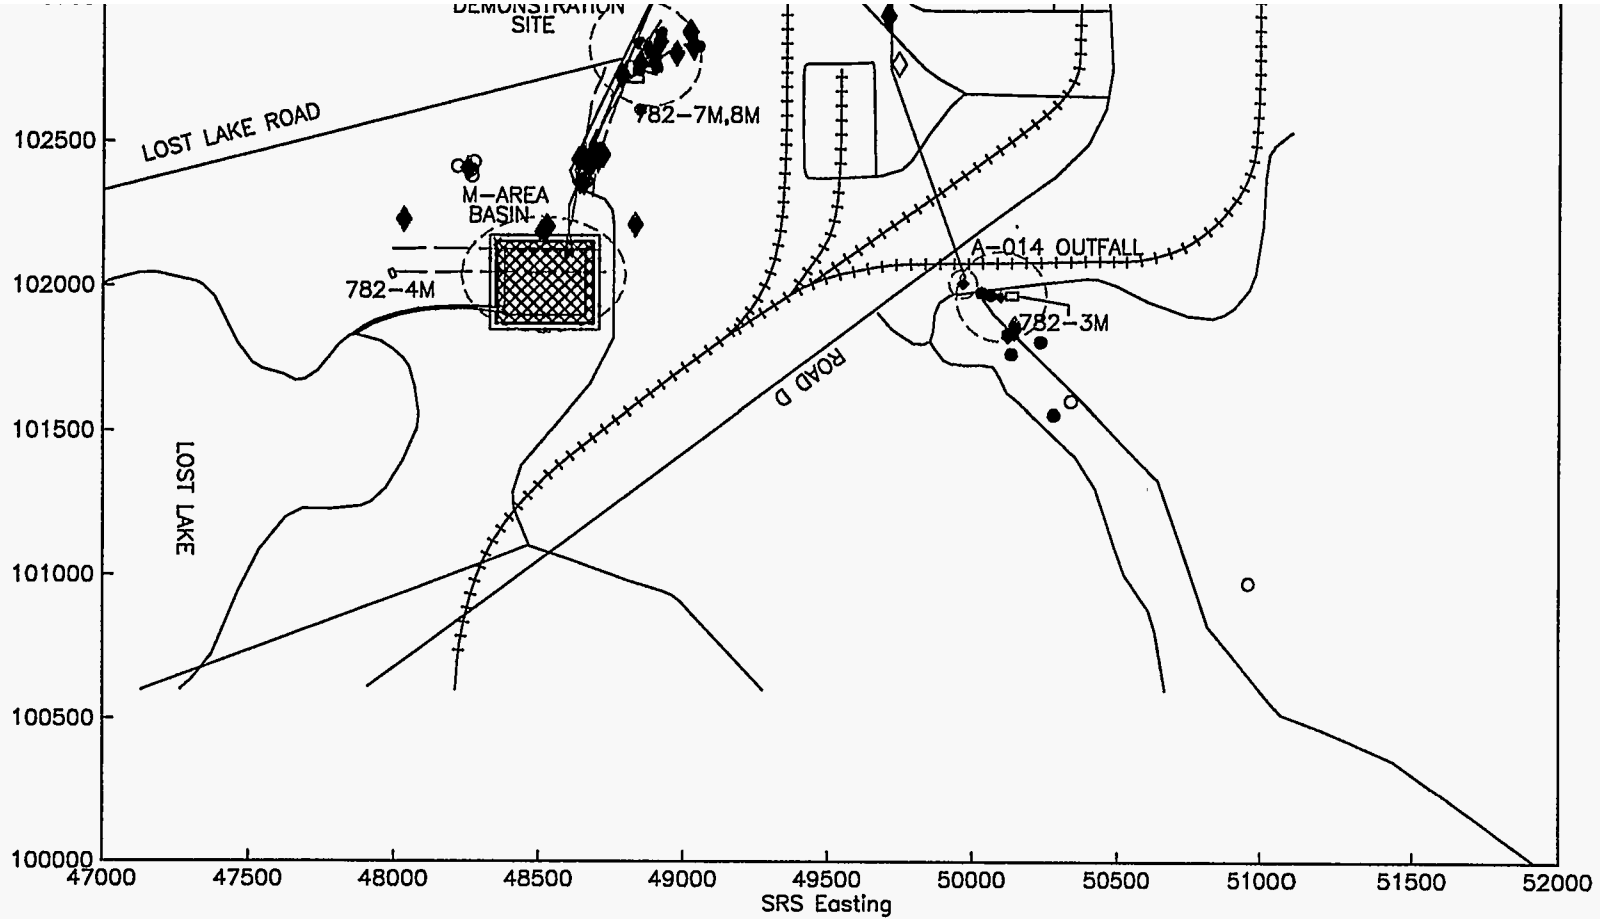 DEMONSTRATION
SITE
782-7M,8M
LOST LAKE ROAD
102500
M-AREA
BASIN
A-014 OUTFALL
102000
782-4M
782-3M
ROAD D
101500
LOST LAKE
101000
100500
100000
47000 47500 48000 48500 49000 49500 50000 50500 51000 51500 52000
SRS Easting